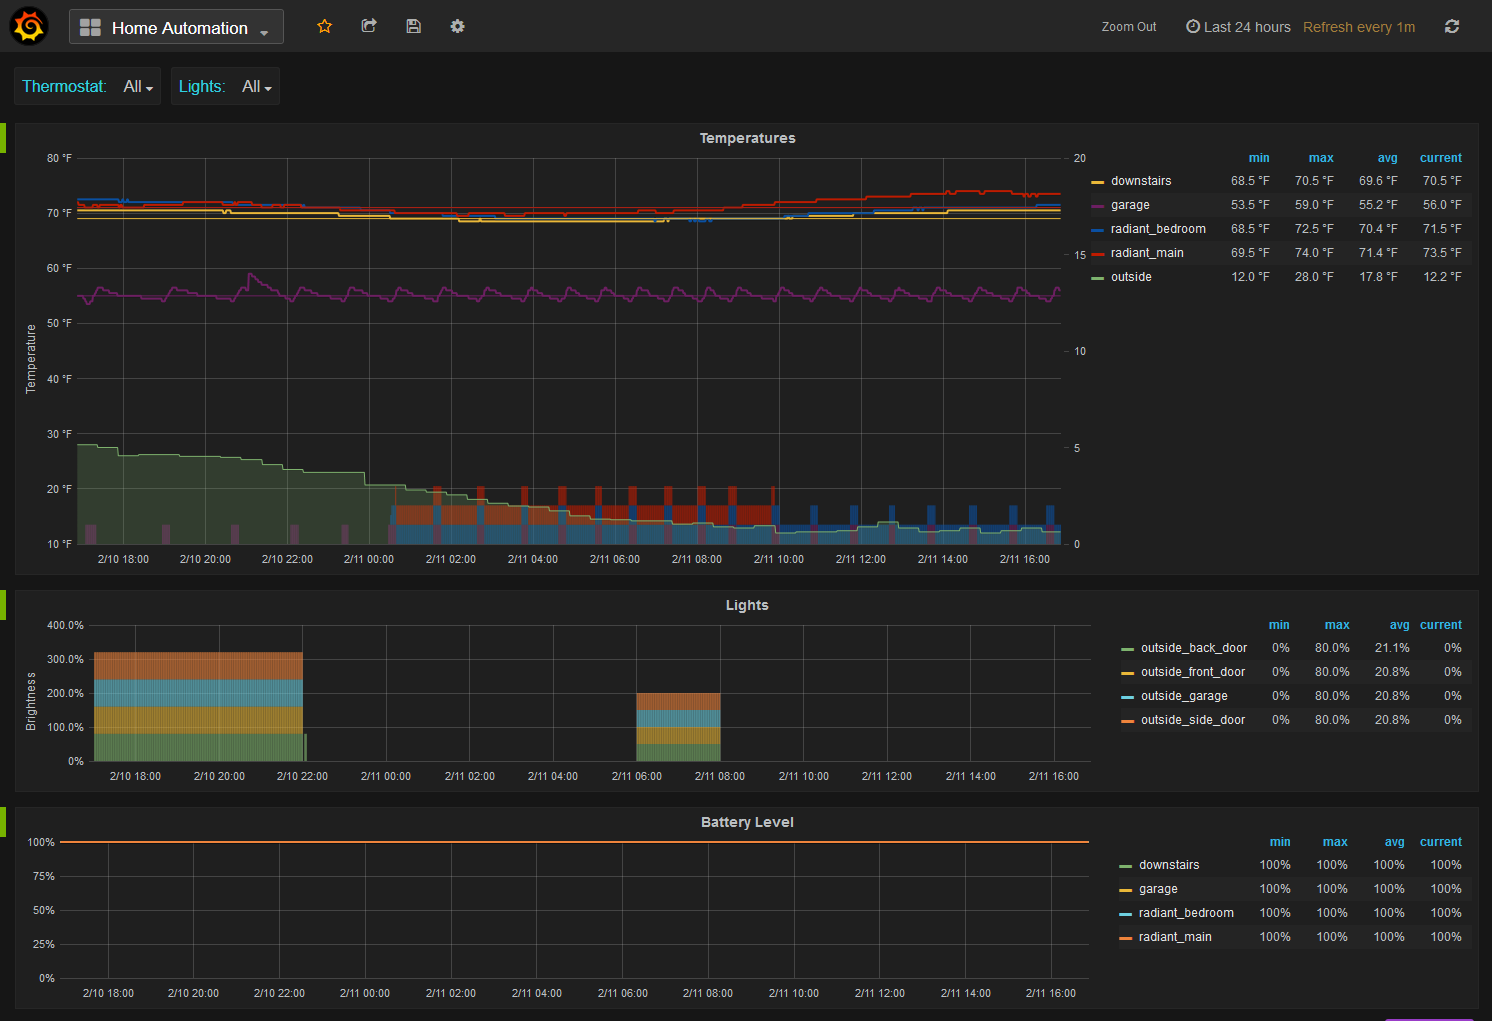 Home Automation
Zoom Out Last 24 hours Refresh every 1m
Thermostat: All Lights: All
Temperatures
min max avg current
downstairs 68.5 °F 70.5 °F 69.6 °F 70.5 °F
garage 53.5 °F 59.0 °F 55.2 °F 56.0 °F
radiant_bedroom 68.5 °F 72.5 °F 70.4 °F 71.5 °F
radiant_main 69.5 °F 74.0 °F 71.4 °F 73.5 °F
outside 12.0 °F 28.0 °F 17.8 °F 12.2 °F
Temperature
80 °F
70 °F
60 °F
50 °F
40 °F
30 °F
20 °F
10 °F
20
15
10
5
0
2/10 18:00 2/10 20:00 2/10 22:00 2/11 00:00 2/11 02:00 2/11 04:00 2/11 06:00 2/11 08:00 2/11 10:00 2/11 12:00 2/11 14:00 2/11 16:00
Lights
min max avg current
outside_back_door 0% 80.0% 21.1% 0%
outside_front_door 0% 80.0% 20.8% 0%
outside_garage 0% 80.0% 20.8% 0%
outside_side_door 0% 80.0% 20.8% 0%
Brightness
400.0%
300.0%
200.0%
100.0%
0%
2/10 18:00 2/10 20:00 2/10 22:00 2/11 00:00 2/11 02:00 2/11 04:00 2/11 06:00 2/11 08:00 2/11 10:00 2/11 12:00 2/11 14:00 2/11 16:00
Battery Level
min max avg current
downstairs 100% 100% 100% 100%
garage 100% 100% 100% 100%
radiant_bedroom 100% 100% 100% 100%
radiant_main 100% 100% 100% 100%
100%
75%
50%
25%
0%
2/10 18:00 2/10 20:00 2/10 22:00 2/11 00:00 2/11 02:00 2/11 04:00 2/11 06:00 2/11 08:00 2/11 10:00 2/11 12:00 2/11 14:00 2/11 16:00